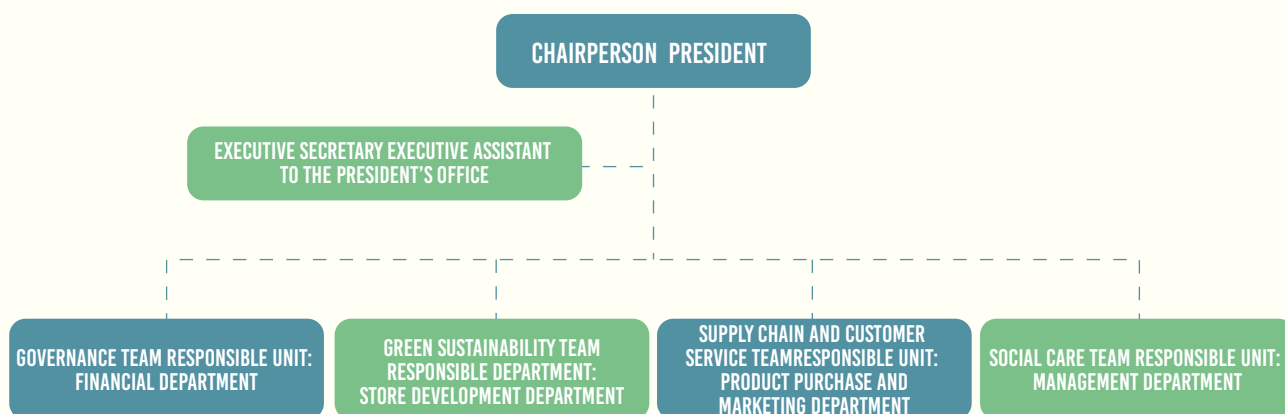 CHAIRPERSON PRESIDENT
EXECUTIVE SECRETARY EXECUTIVE ASSISTANT
TO THE PRESIDENT'S OFFICE
GOVERNANCE TEAM RESPONSIBLE UNIT:
FINANCIAL DEPARTMENT
GREEN SUSTAINABILITY TEAM
RESPONSIBLE DEPARTMENT:
STORE DEVELOPMENT DEPARTMENT
SUPPLY CHAIN AND CUSTOMER
SERVICE TEAMRESPONSIBLE UNIT:
PRODUCT PURCHASE AND
MARKETING DEPARTMENT
SOCIAL CARE TEAM RESPONSIBLE UNIT:
MANAGEMENT DEPARTMENT